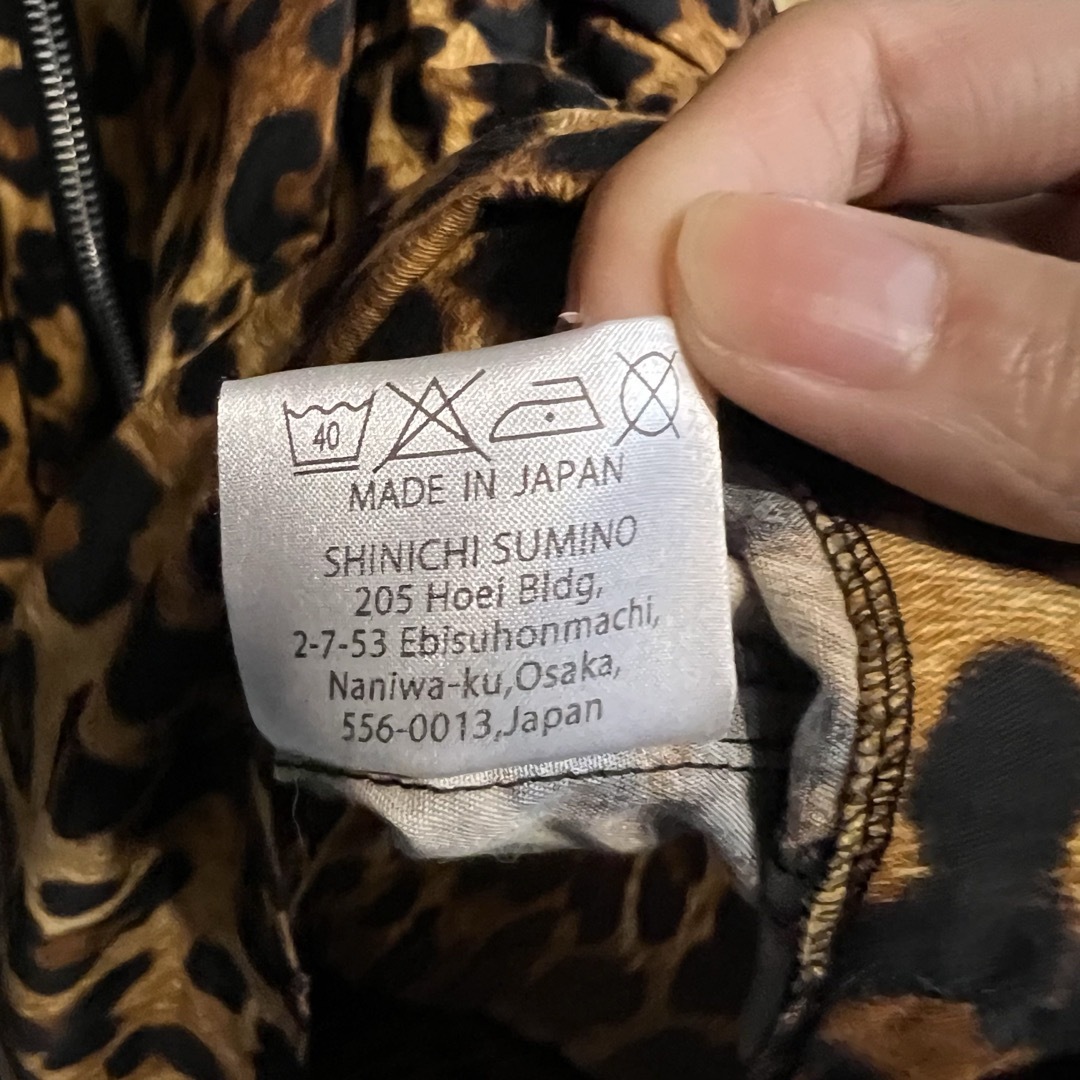 40
MADE IN JAPAN
SHINICHI SUMINO
205 Hoei Bldg,
2-7-53 Ebisuhonmachi,
Naniwa-ku,Osaka,
556-0013,Japan